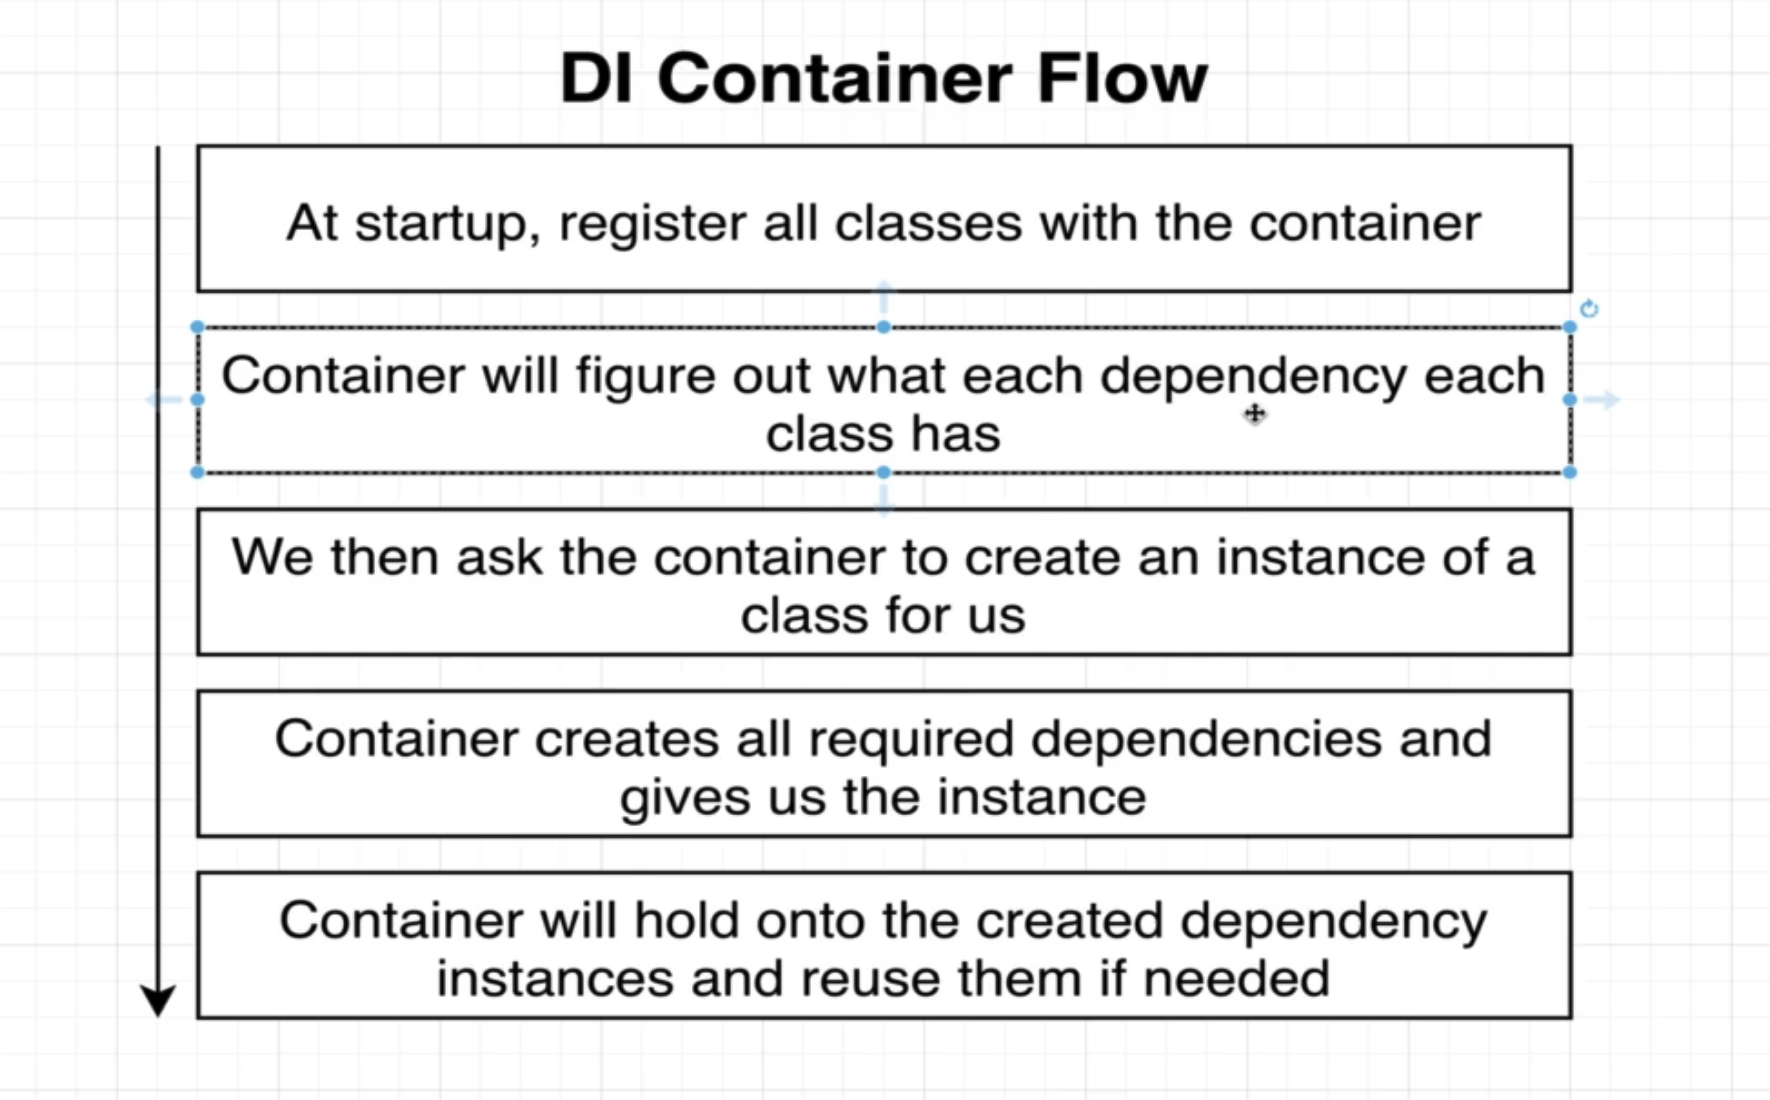 DI Container Flow
At startup, register all classes with the container
Container will figure out what each dependency each
class has
We then ask the container to create an instance of a
class for us
Container creates all required dependencies and
gives us the instance
Container will hold onto the created dependency
instances and reuse them if needed